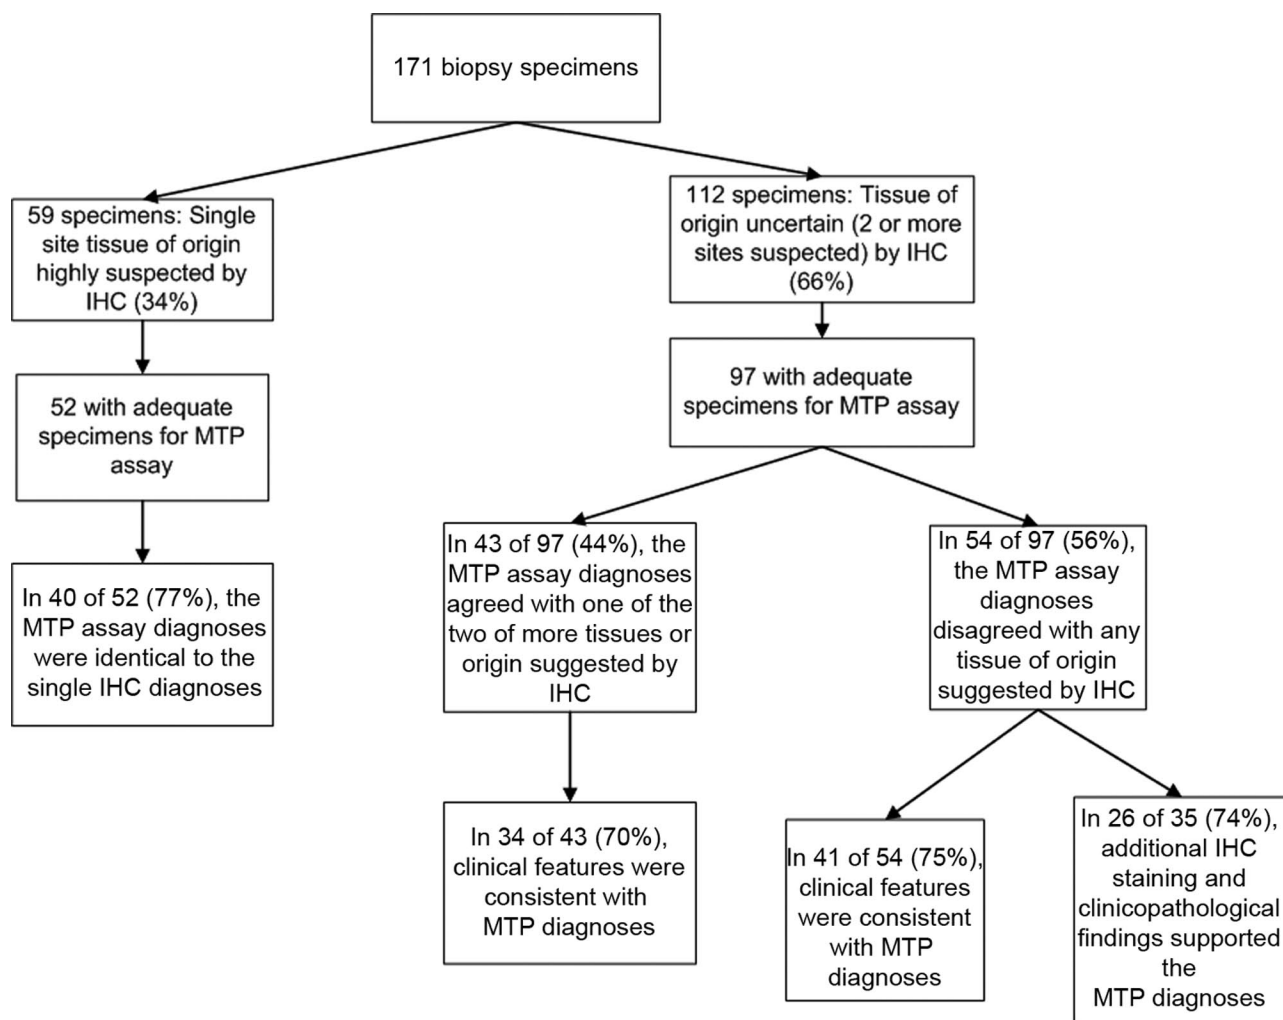 171 biopsy specimens
59 specimens: Single
site tissue of origin
highly suspected by
IHC (34%)
112 specimens: Tissue of
origin uncertain (2 or more
sites suspected) by IHC
(66%)
52 with adequate
specimens for MTP
assay
97 with adequate
specimens for MTP assay
In 40 of 52 (77%), the
MTP assay diagnoses
were identical to the
single IHC diagnoses
In 43 of 97 (44%), the
MTP assay diagnoses
agreed with one of the
two of more tissues or
origin suggested by
IHC
In 54 of 97 (56%),
the MTP assay
diagnoses
disagreed with any
tissue of origin
suggested by IHC
In 34 of 43 (70%),
clinical features were
consistent with
MTP diagnoses
In 41 of 54 (75%),
clinical features
were consistent
with MTP
diagnoses
In 26 of 35 (74%),
additional IHC
staining and
clinicopathological
findings supported
the
MTP diagnoses